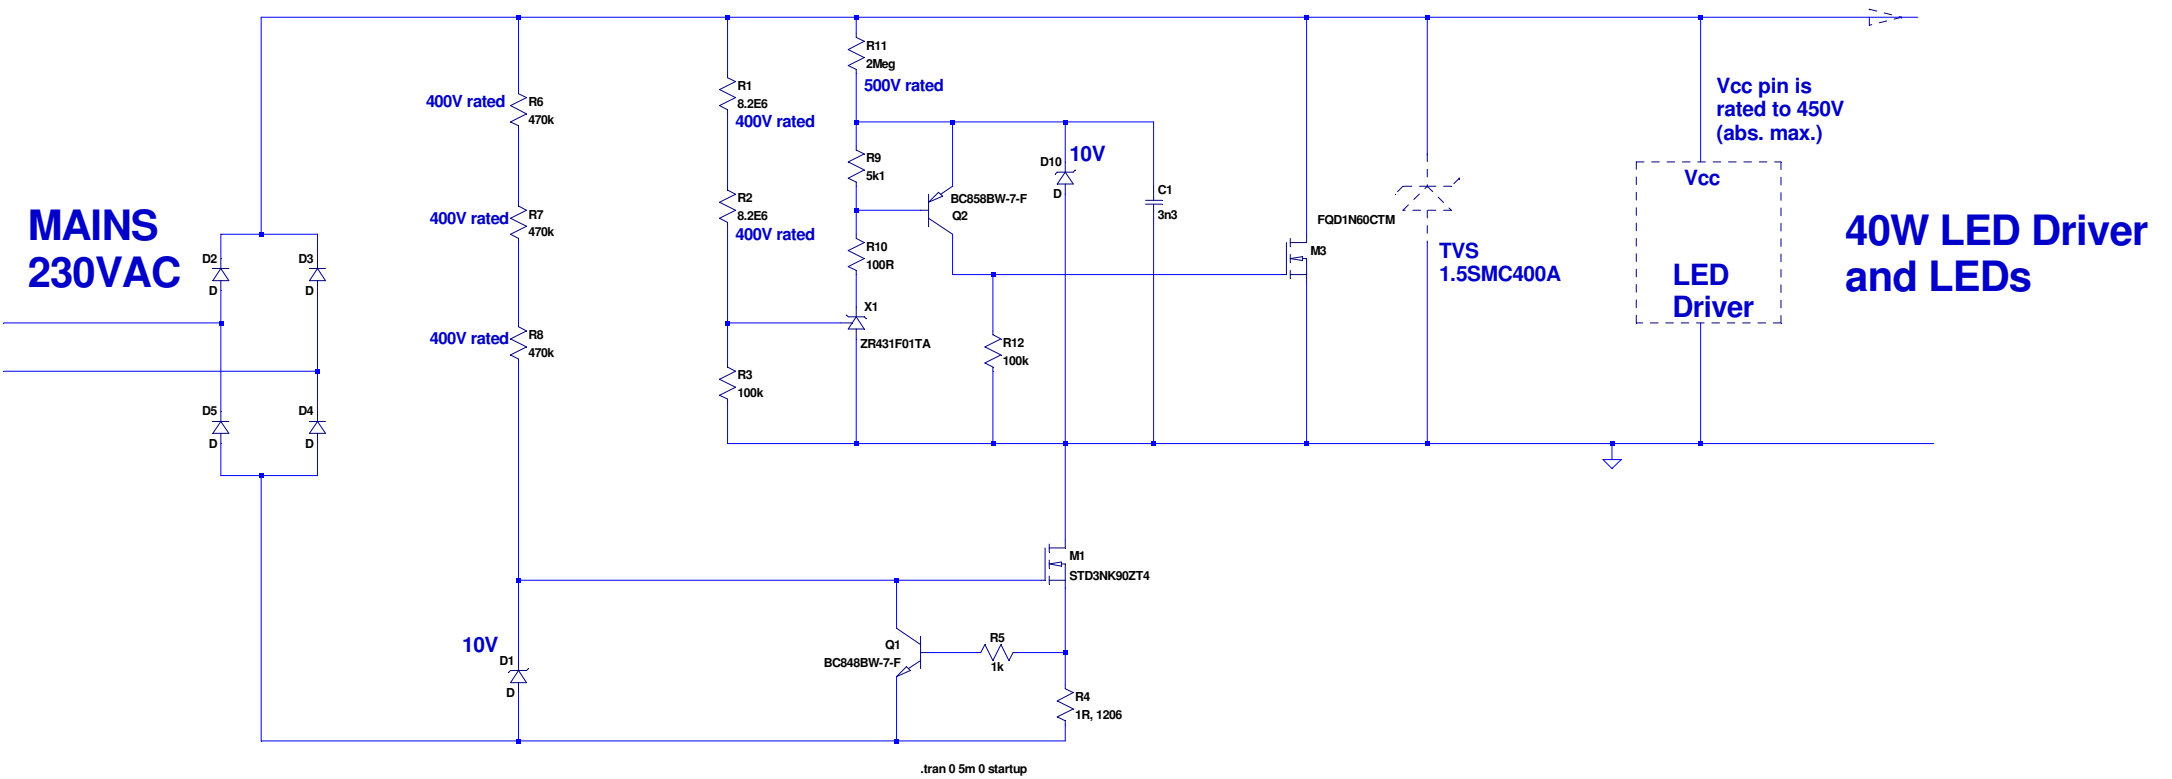 R11
2Meg
500V rated
R1
8.2E6
400V rated
400V rated
R6
470k
Vcc pin is
rated to 450V
(abs. max.)
R9
5k1
D10
10V
D
C1
3n3
BC858BW-7-F
Q2
R2
8.2E6
400V rated
400V rated
R7
470k
MAINS
230VAC
D2
D
D3
D
R10
100R
FQD1N60CTM
M3
TVS
1.5SMC400A
Vcc
LED
Driver
40W LED Driver
and LEDs
X1
ZR431F01TA
400V rated
R8
470k
R12
100k
R3
100k
D5
D
D4
D
M1
STD3NK90ZT4
10V
D1
D
Q1
BC848BW-7-F
R5
1k
R4
1R, 1206
.tran 0 5m 0 startup